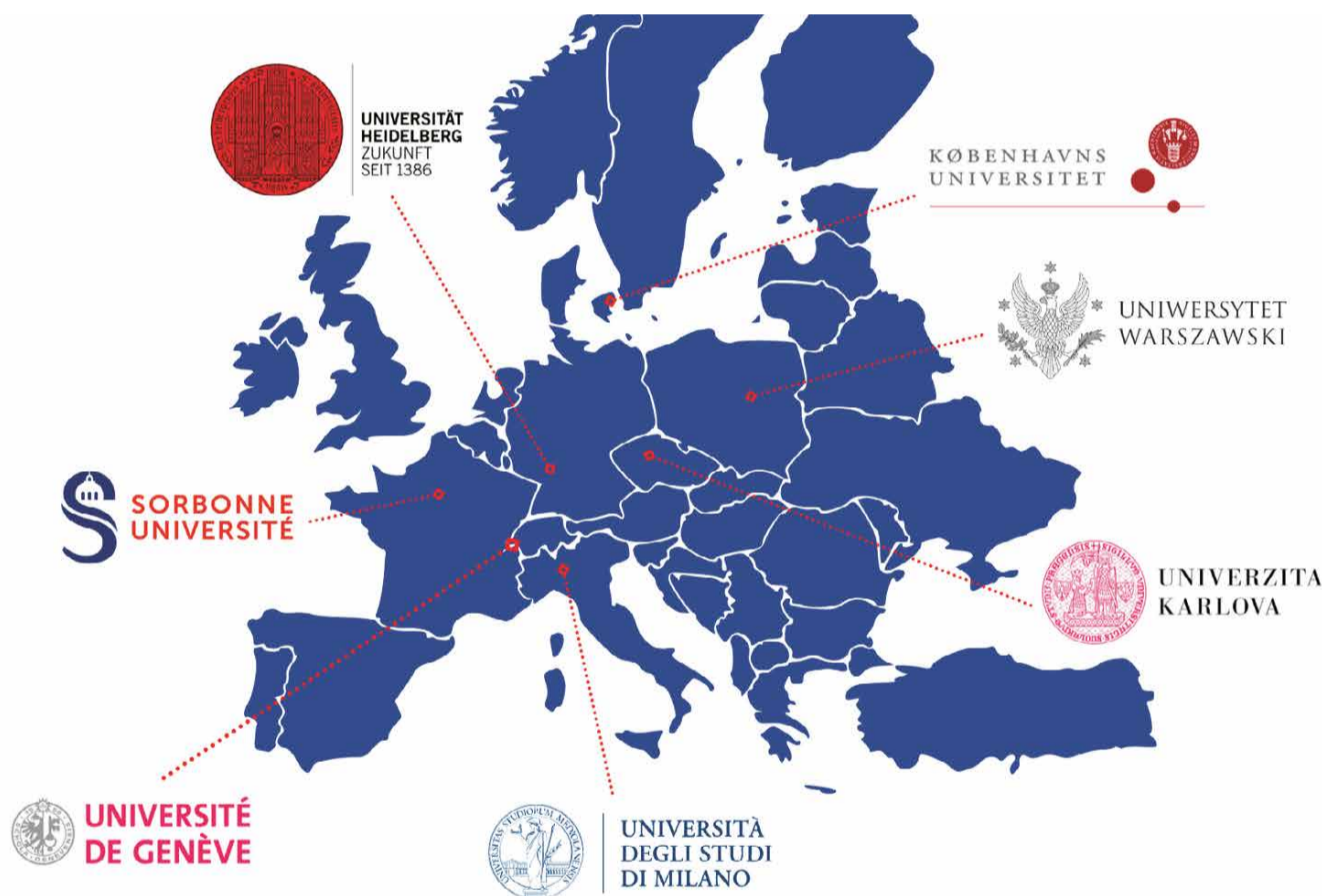 UNIVERSITÄT
HEIDELBERG
ZUKUNFT
SEIT 1386
KØBENHAVNS
UNIVERSITET
UNIWERSYTET
WARSZAWSKI
SORBONNE
UNIVERSITÉ
UNIVERZITA
KARLOVA
UNIVERSITÉ
DE GENÈVE
UNIVERSITÀ
DEGLI STUDI
DI MILANO